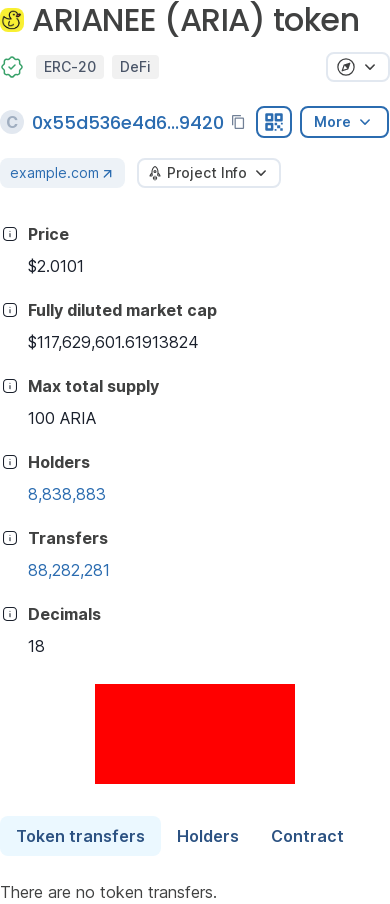 ARIANEE (ARIA) token
ERC-20 DeFi
C 0x55d536e4d6...9420 More
example.com Project Info
Price
$2.0101
Fully diluted market cap
$117,629,601.61913824
Max total supply
100 ARIA
Holders
8,838,883
Transfers
88,282,281
Decimals
18
Token transfers Holders Contract
There are no token transfers.